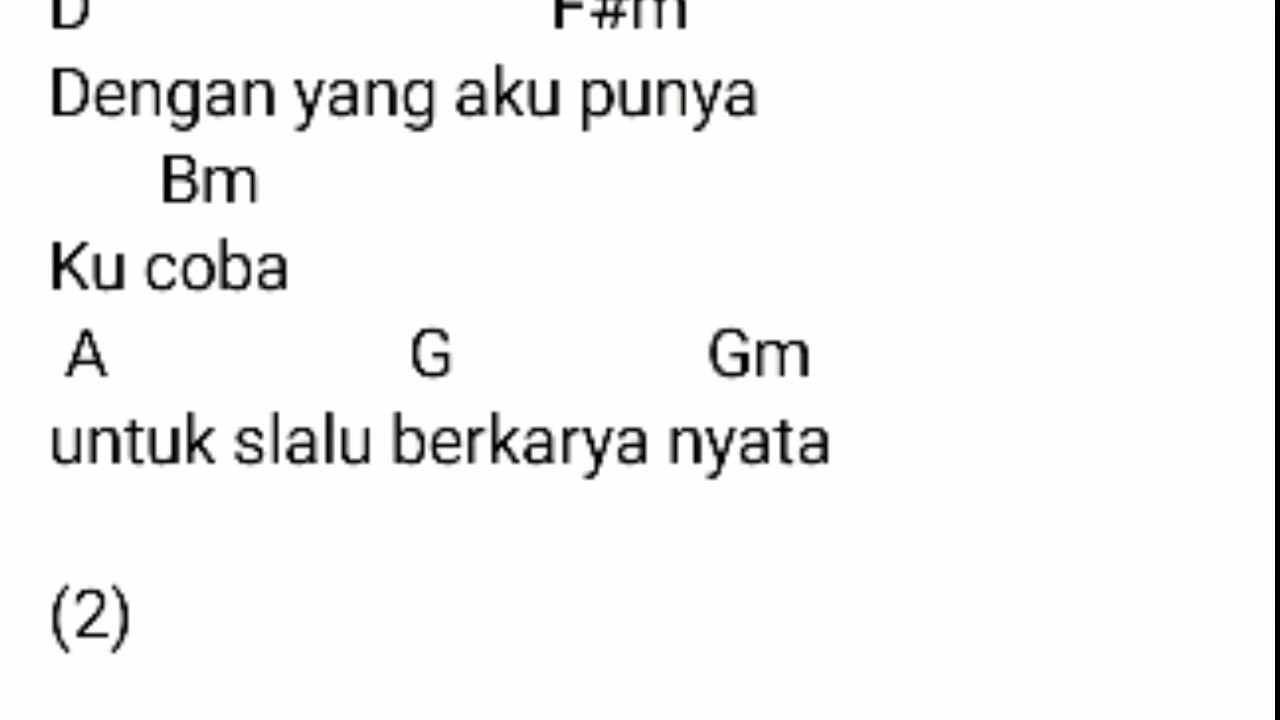 D F#m
Dengan yang aku punya
Bm
Ku coba
A G Gm
untuk slalu berkarya nyata
(2)